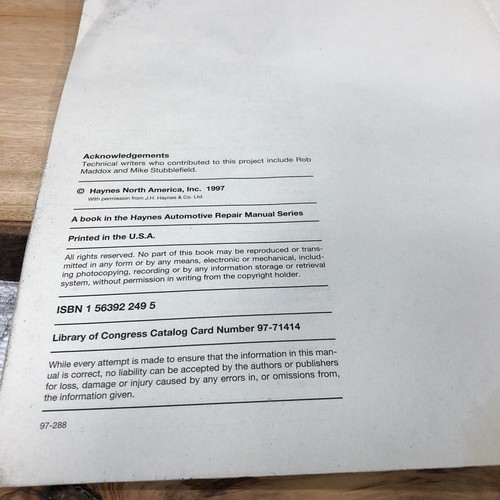 Acknowledgements
Technical writers who contributed to this project include Rob
Maddox and Mike Stubblefield.
© Haynes North America, Inc. 1997
With permission from J.H. Haynes & Co. Ltd.
A book in the Haynes Automotive Repair Manual Series
Printed in the U.S.A.
All rights reserved. No part of this book may be reproduced or trans-
mitted in any form or by any means, electronic or mechanical, includ-
ing photocopying, recording or by any information storage or retrieval
system, without permission in writing from the copyright holder.
ISBN 1 56392 249 5
Library of Congress Catalog Card Number 97-71414
While every attempt is made to ensure that the information in this man-
ual is correct, no liability can be accepted by the authors or publishers
for loss, damage or injury caused by any errors in, or omissions from,
the information given.
97-288